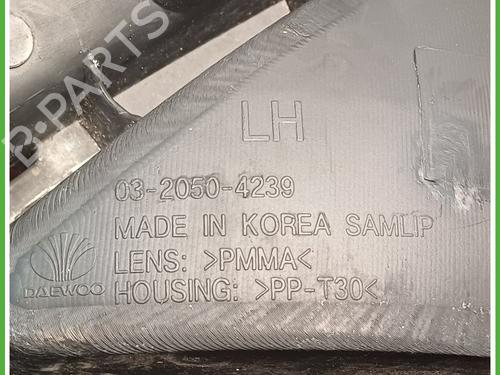 B-PARTS
LH
03-2050-4239
MADE IN KOREA SAMLIP
LENS: >PMMA<
DAEWOO
HOUSING: >PP-T30<